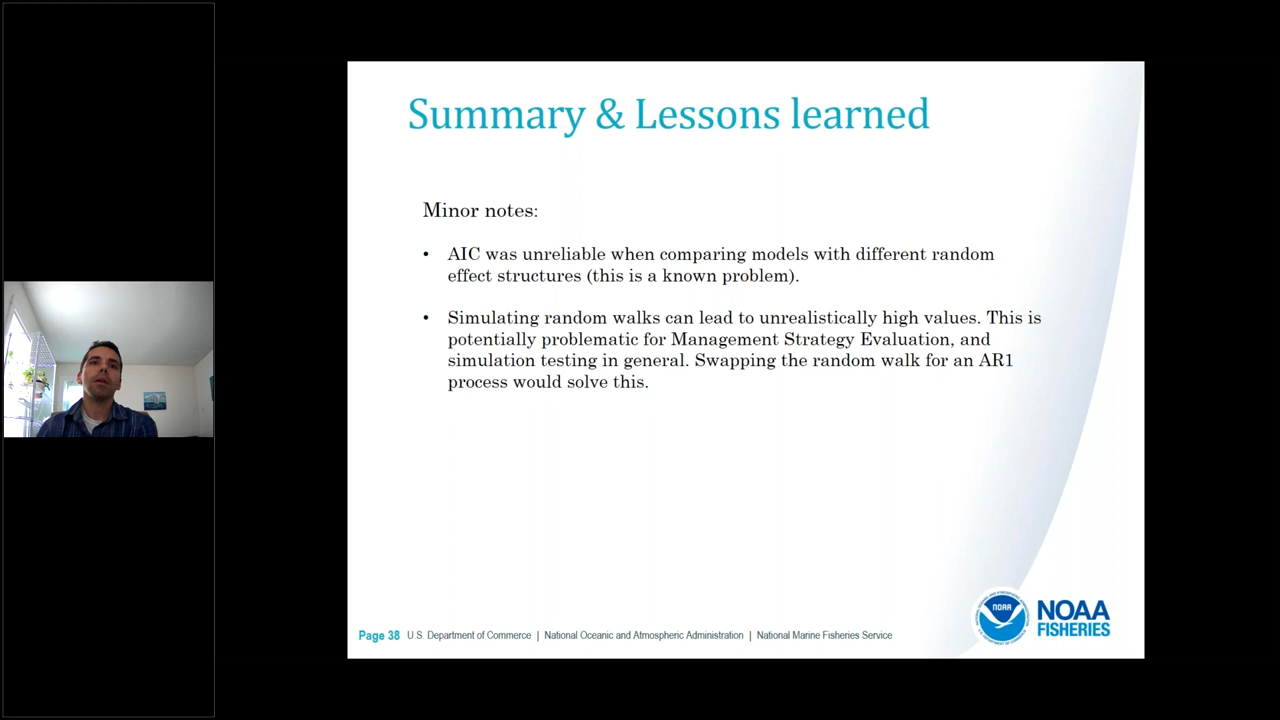 Summary & Lessons learned
Minor notes:
• AIC was unreliable when comparing models with different random
effect structures (this is a known problem).
• Simulating random walks can lead to unrealistically high values. This is
potentially problematic for Management Strategy Evaluation, and
simulation testing in general. Swapping the random walk for an AR1
process would solve this.
Page 38 U.S. Department of Commerce | National Oceanic and Atmospheric Administration | National Marine Fisheries Service
NOAA
NOAA
FISHERIES